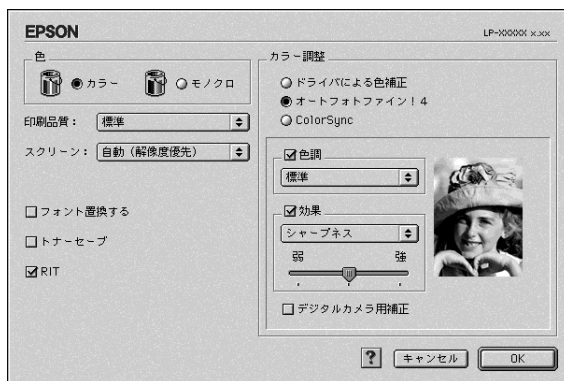 EPSON
LP-XXXXX x.xx
色
カラー
モノクロ
印刷品質：
標準
スクリーン：
自動（解像度優先）
フォント置換する
トナーセーブ
RIT
カラー調整
ドライバによる色補正
オートフォトファイン！4
ColorSync
色調
標準
効果
シャープネス
弱
強
デジタルカメラ用補正
?
キャンセル
OK